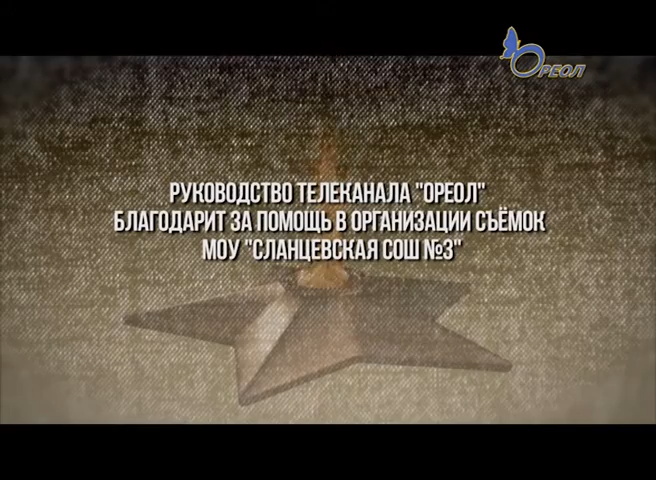 ОРЕОЛ
РУКОВОДСТВО ТЕЛЕКАНАЛА "ОРЕОЛ"
БЛАГОДАРИТ ЗА ПОМОЩЬ В ОРГАНИЗАЦИИ СЪЁМОК
МОУ "СЛАНЦЕВСКАЯ СОШ №3"